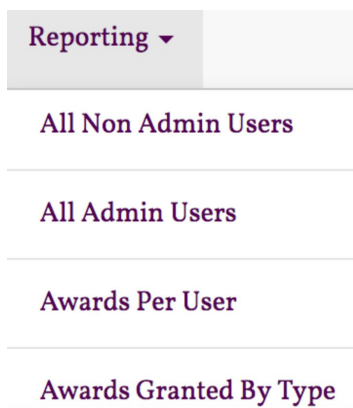 Reporting
All Non Admin Users
All Admin Users
Awards Per User
Awards Granted By Type